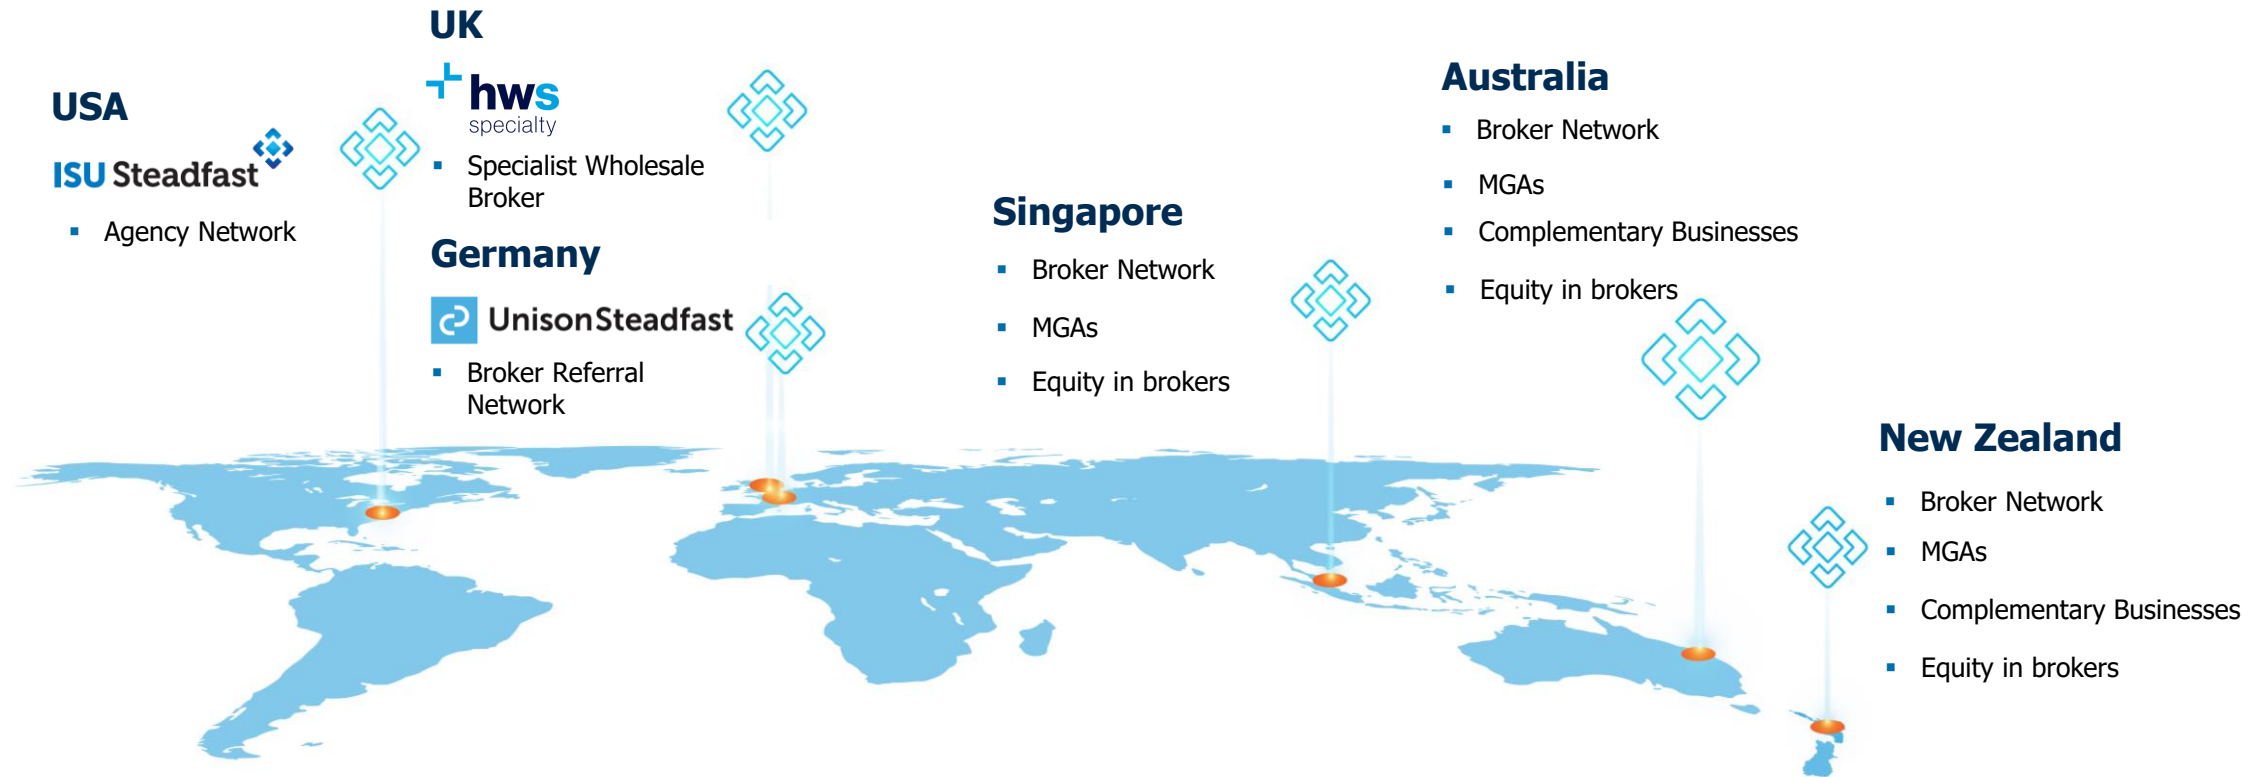 USA
ISU Steadfast
Agency Network
UK
hws
specialty
Specialist Wholesale
Broker
Germany
UnisonSteadfast
Broker Referral
Network
Singapore
Broker Network
MGAs
Equity in brokers
Australia
Broker Network
MGAs
Complementary Businesses
Equity in brokers
New Zealand
Broker Network
MGAs
Complementary Businesses
Equity in brokers